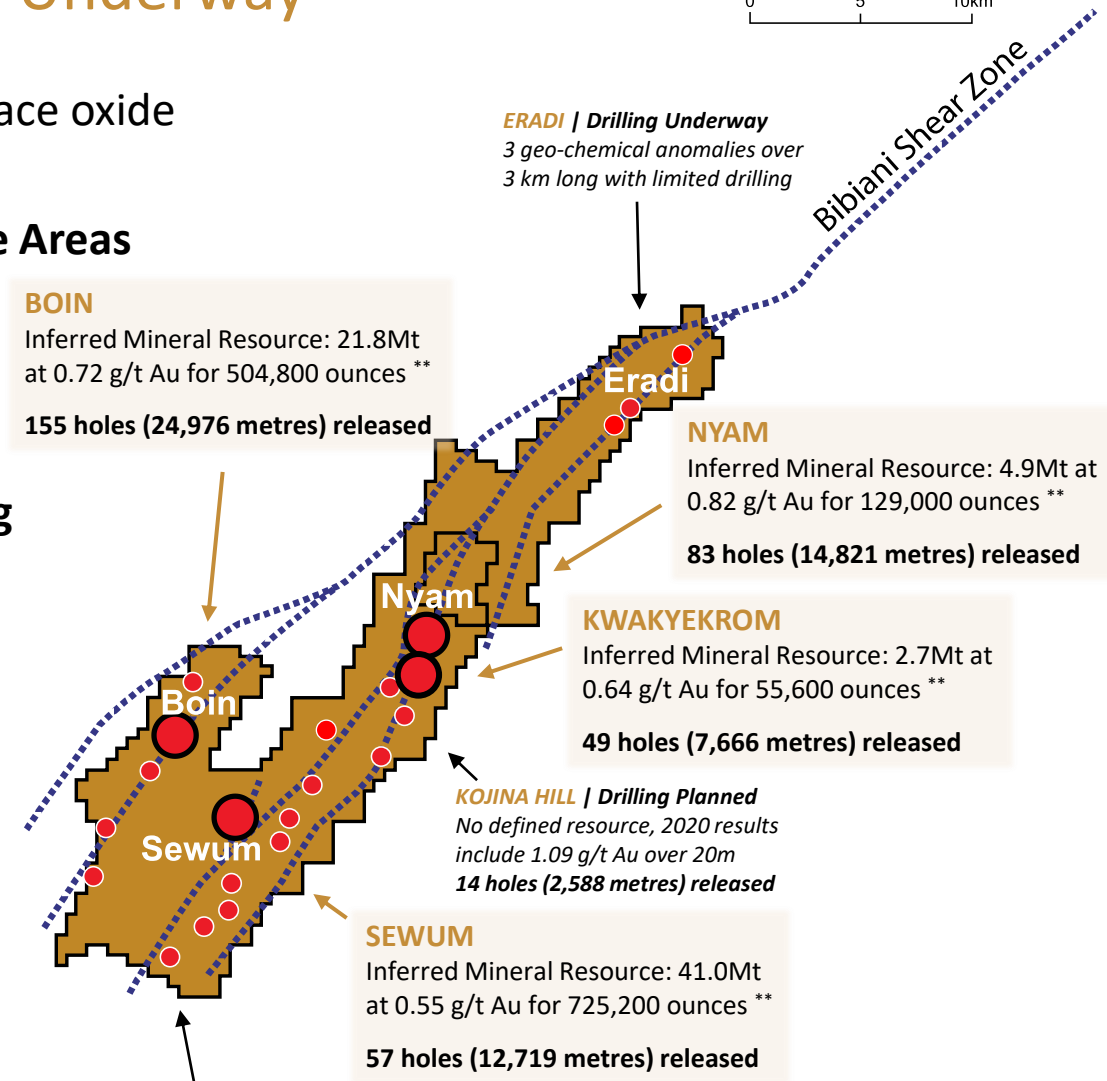 Underway
0 5 10km
ace oxide
ERADI | Drilling Underway
3 geo-chemical anomalies over
3 km long with limited drilling
Bibiani Shear Zone
e Areas
BOIN
Inferred Mineral Resource: 21.8Mt
at 0.72 g/t Au for 504,800 ounces **
155 holes (24,976 metres) released
Eradi
NYAM
Inferred Mineral Resource: 4.9Mt at
0.82 g/t Au for 129,000 ounces **
83 holes (14,821 metres) released
g
Nyam
KWAKYEKROM
Inferred Mineral Resource: 2.7Mt at
0.64 g/t Au for 55,600 ounces **
49 holes (7,666 metres) released
Boin
KOJINA HILL | Drilling Planned
No defined resource, 2020 results
include 1.09 g/t Au over 20m
14 holes (2,588 metres) released
Sewum
SEWUM
Inferred Mineral Resource: 41.0Mt
at 0.55 g/t Au for 725,200 ounces **
57 holes (12,719 metres) released